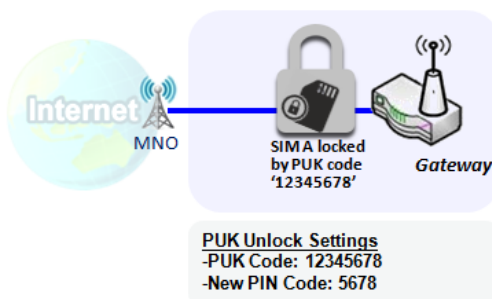 Internet
MNO
SIM A locked
by PUK code
'12345678'
Gateway
PUK Unlock Settings
-PUK Code: 12345678
-New PIN Code: 5678